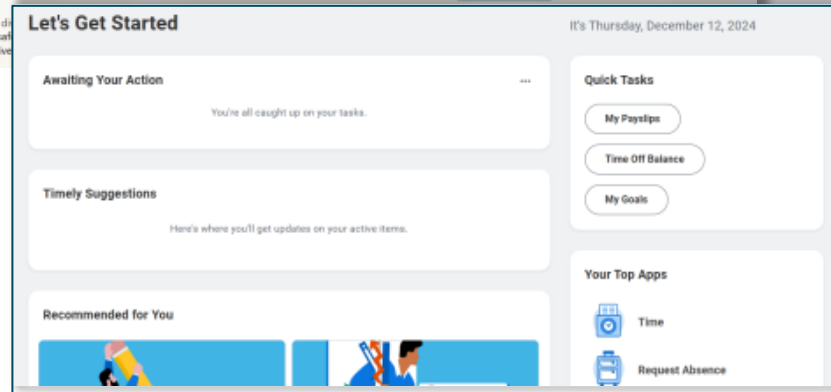 Let's Get Started
It's Thursday, December 12, 2024
Awaiting Your Action
You're all caught up on your tasks.
Timely Suggestions
Here's where you'll get updates on your active items.
Recommended for You
Quick Tasks
My Payslips
Time Off Balance
My Goals
Your Top Apps
Time
Request Absence